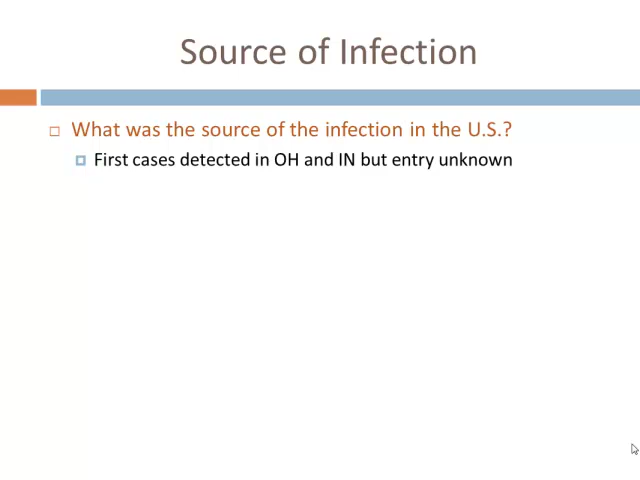 Source of Infection
What was the source of the infection in the U.S.?
First cases detected in OH and IN but entry unknown